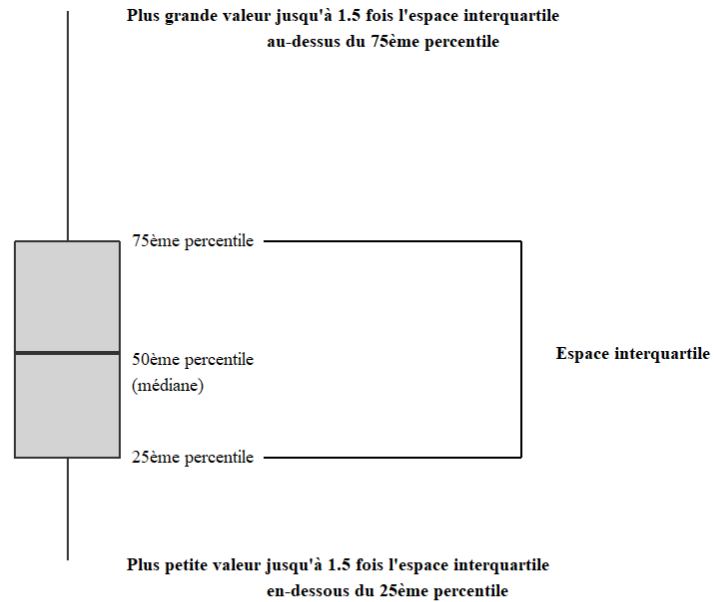 Plus grande valeur jusqu'à 1.5 fois l'espace interquartile
au-dessus du 75ème percentile
75ème percentile
50ème percentile
(médiane)
Espace interquartile
25ème percentile
Plus petite valeur jusqu'à 1.5 fois l'espace interquartile
en-dessous du 25ème percentile